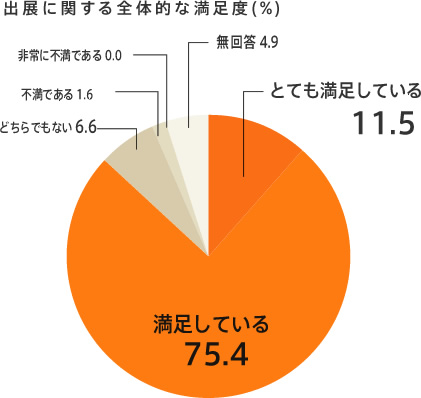 出展に関する全体的な満足度(%)
無回答 4.9
非常に不満である 0.0
とても満足している
11.5
不満である 1.6
どちらでもない 6.6
満足している
75.4